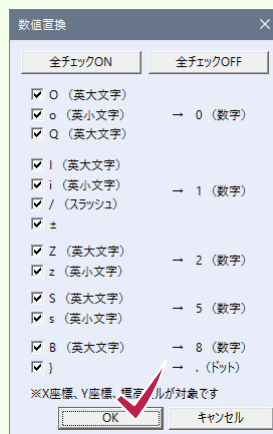 数値置換
全チェックON 全チェックOFF
O (英大文字)
o (英小文字) → 0 (数字)
Q (英大文字)
I (英大文字)
i (英小文字) → 1 (数字)
/ (スラッシュ)
±
Z (英大文字) → 2 (数字)
z (英小文字)
S (英大文字) → 5 (数字)
s (英小文字)
B (英大文字) → 8 (数字)
} → . (ドット)
※X座標、Y座標、標高 ルが対象です
OK キャンセル